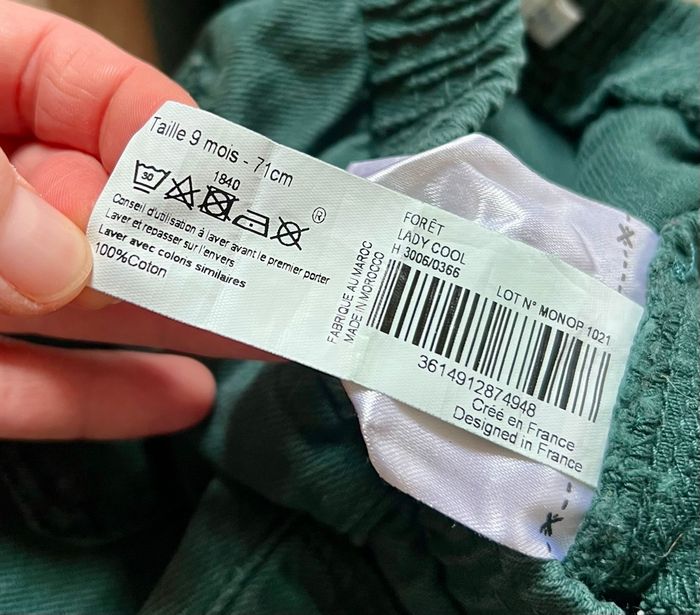 Taille 9 mois - 71cm
1840
30
®
Conseil d'utilisation à laver avant le premier porter
Laver et repasser sur l'envers
Laver avec coloris similaires
100%Coton
FABRIQUE AU MAROC
MADE IN MOROCCO
FORÊT
LADY COOL
H 3006/0366
LOT N° MONOP 1021
3614912874948
Créé en France
Designed in France